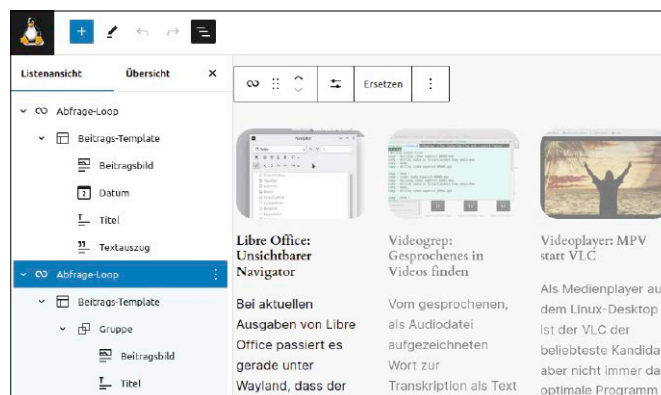 Listenansicht
Übersicht
Abfrage-Loop
Beitrags-Template
Beitragsbild
Datum
Titel
Textauszug
Abfrage-Loop
Beitrags-Template
Gruppe
Beitragsbild
Titel
Ersetzen
Libre Office:
Unsichtbarer
Navigator
Bei aktuellen
Ausgaben von Libre
Office passiert es
gerade unter
Wayland, dass der
Videogrep:
Gesprochenes in
Videos finden
Vom gesprochenen,
als Audiodatei
aufgezeichneten
Wort zur
Transkription als Text
Videoplayer: MPV
statt VLC
Als Medienplayer au
dem Linux-Desktop
ist der VLC der
beliebteste Kandida
aber nicht immer da
optimale Programm